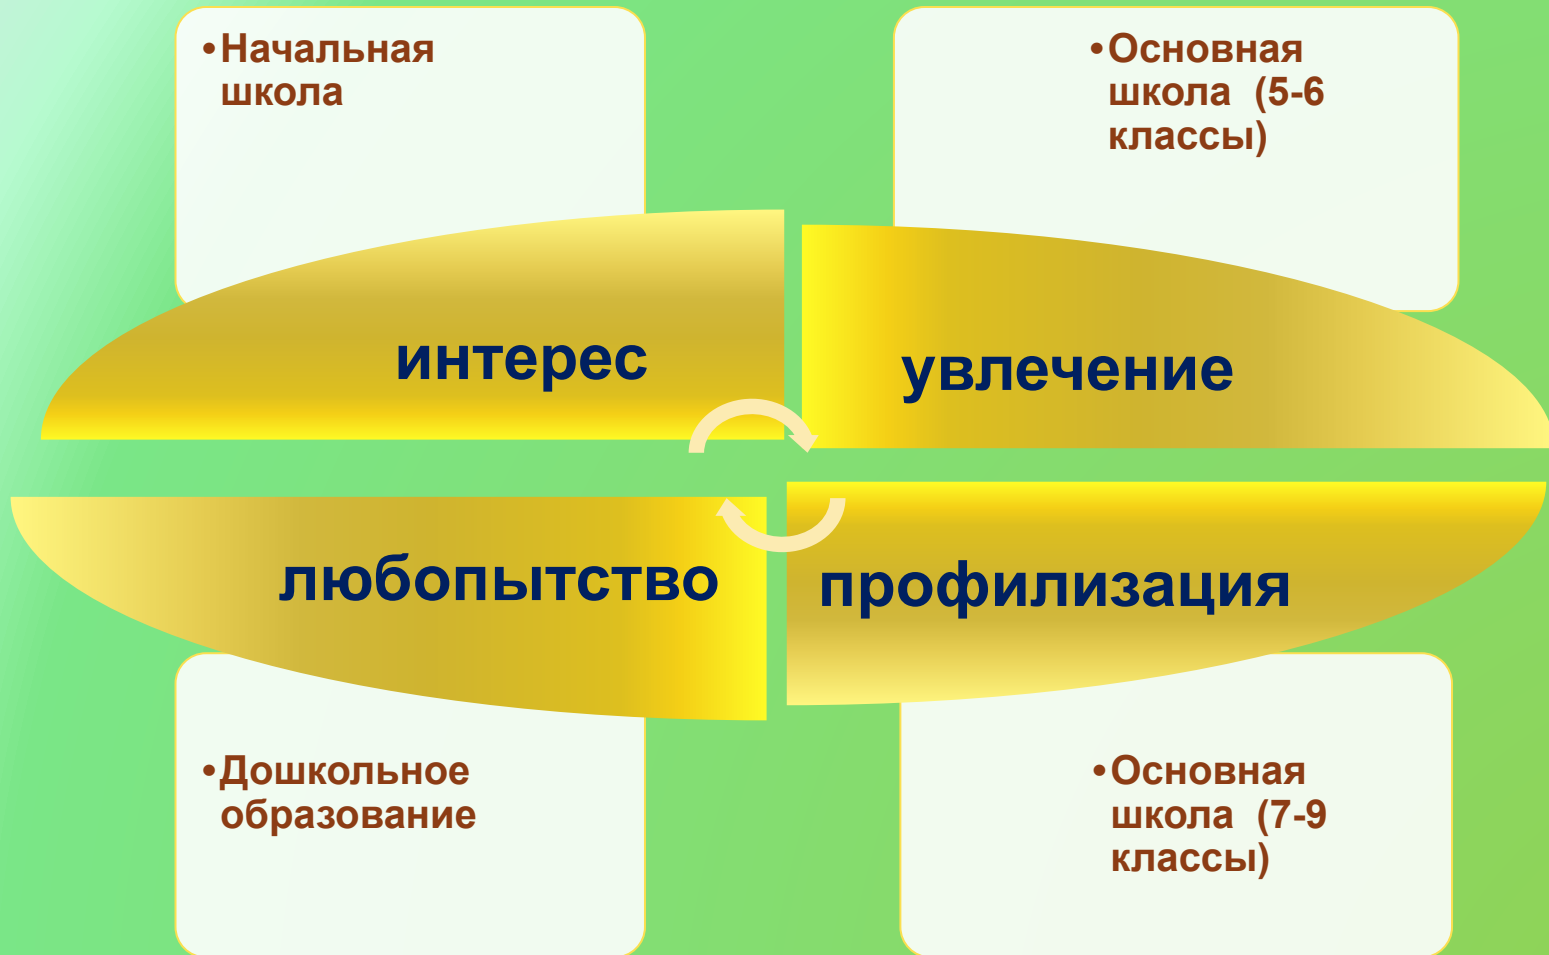 •Начальная
школа
•Основная
школа (5-6
классы)
интерес
увлечение
любопытство
профилизация
•Дошкольное
образование
•Основная
школа (7-9
классы)